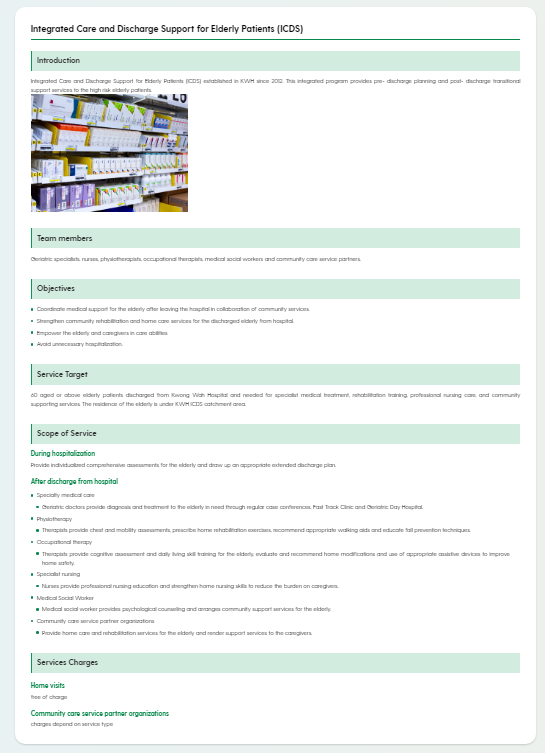 Integrated Care and Discharge Support for Elderly Patients (ICDS)
Introduction
Integrated Care and Discharge Support for Elderly Patients (ICDS) established in KWH since 2012. This integrated program provides pre- discharge planning and post- discharge transitional
support services to the high risk elderly patients.
Team members
Geriatric specialists, nurses, physiotherapists, occupational therapists, medical social workers and community care service partners.
Objectives
Coordinate medical support for the elderly after leaving the hospital in collaboration of community services.
Strengthen community rehabilitation and home care services for the discharged elderly from hospital.
Empower the elderly and caregivers in care abilities
Avoid unnecessary hospitalization.
Service Target
60 aged or above elderly patients discharged from Kwong Wah Hospital and needed for specialist medical treatment, rehabilitation training, professional nursing care, and community
supporting services. The residence of the elderly is under KWH ICDS catchment area.
Scope of Service
During hospitalization
Provide individualized comprehensive assessments for the elderly and draw up an appropriate extended discharge plan.
After discharge from hospital
Specialty medical care
Geriatric doctors provide diagnosis and treatment to the elderly in need through regular case conferences, Fast Track Clinic and Geriatric Day Hospital.
Physiotherapy
Therapists provide chest and mobility assessments, prescribe home rehabilitation exercises, recommend appropriate walking aids and educate fall prevention techniques.
Occupational therapy
Therapists provide cognitive assessment and daily living skill training for the elderly, evaluate and recommend home modifications and use of appropriate assistive devices to improve
home safety.
Specialist nursing
Nurses provide professional nursing education and strengthen home nursing skills to reduce the burden on caregivers.
Medical Social Worker
Medical social worker provides psychological counseling and arranges community support services for the elderly.
Community care service partner organizations
Provide home care and rehabilitation services for the elderly and render support services to the caregivers.
Services Charges
Home visits
free of charge
Community care service partner organizations
charges depend on service type